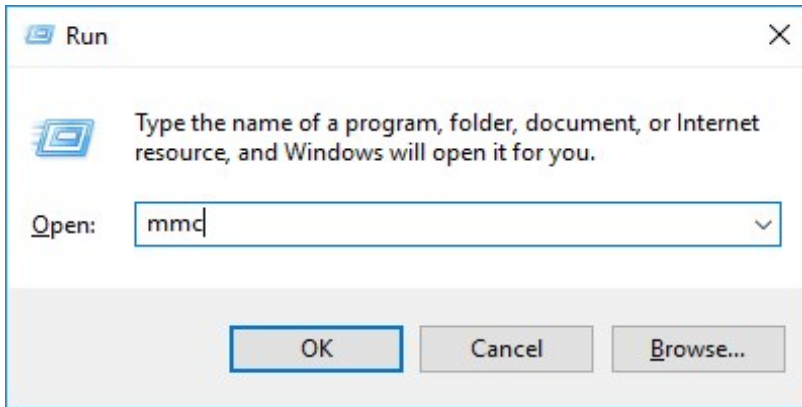 Run
Type the name of a program, folder, document, or Internet
resource, and Windows will open it for you.
Open: mmc
OK Cancel Browse...